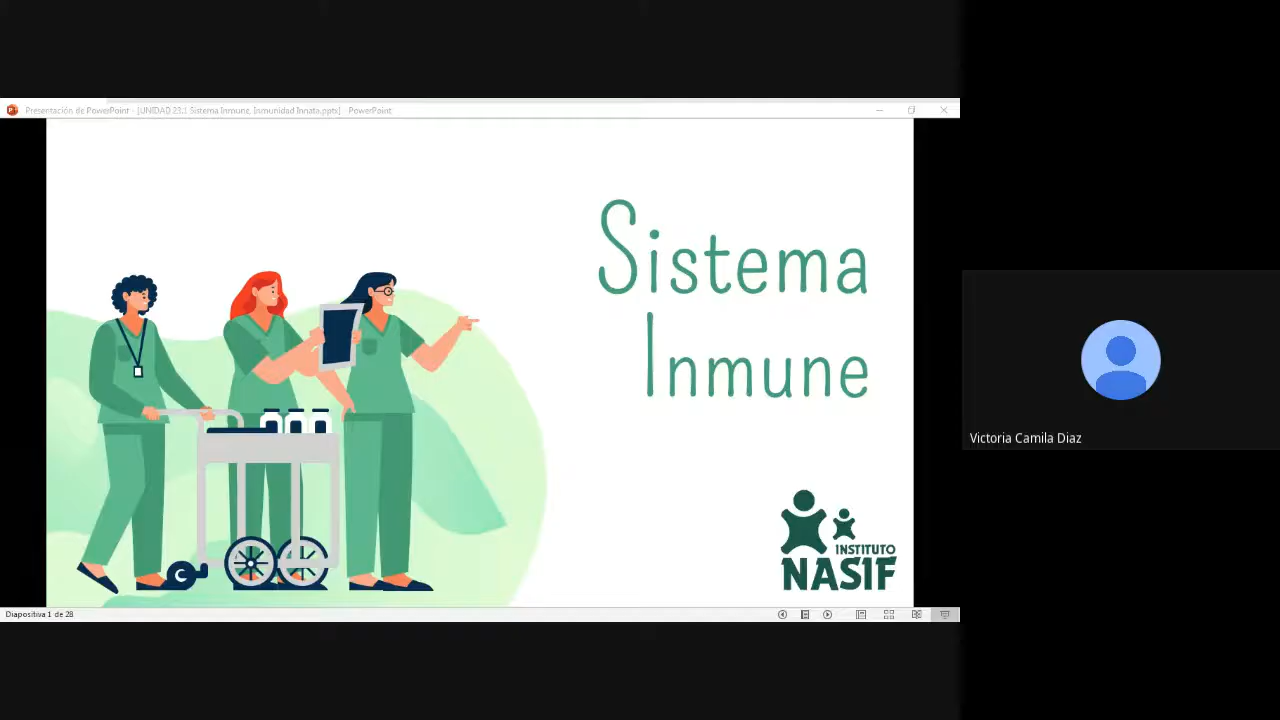 Presentación de PowerPoint - [UNIDAD 23.1 Sistema Inmune, Inmunidad Innata.pptx] - PowerPoint
Sistema
Inmune
INSTITUTO
NASIF
Victoria Camila Diaz
Diapositiva 1 de 28